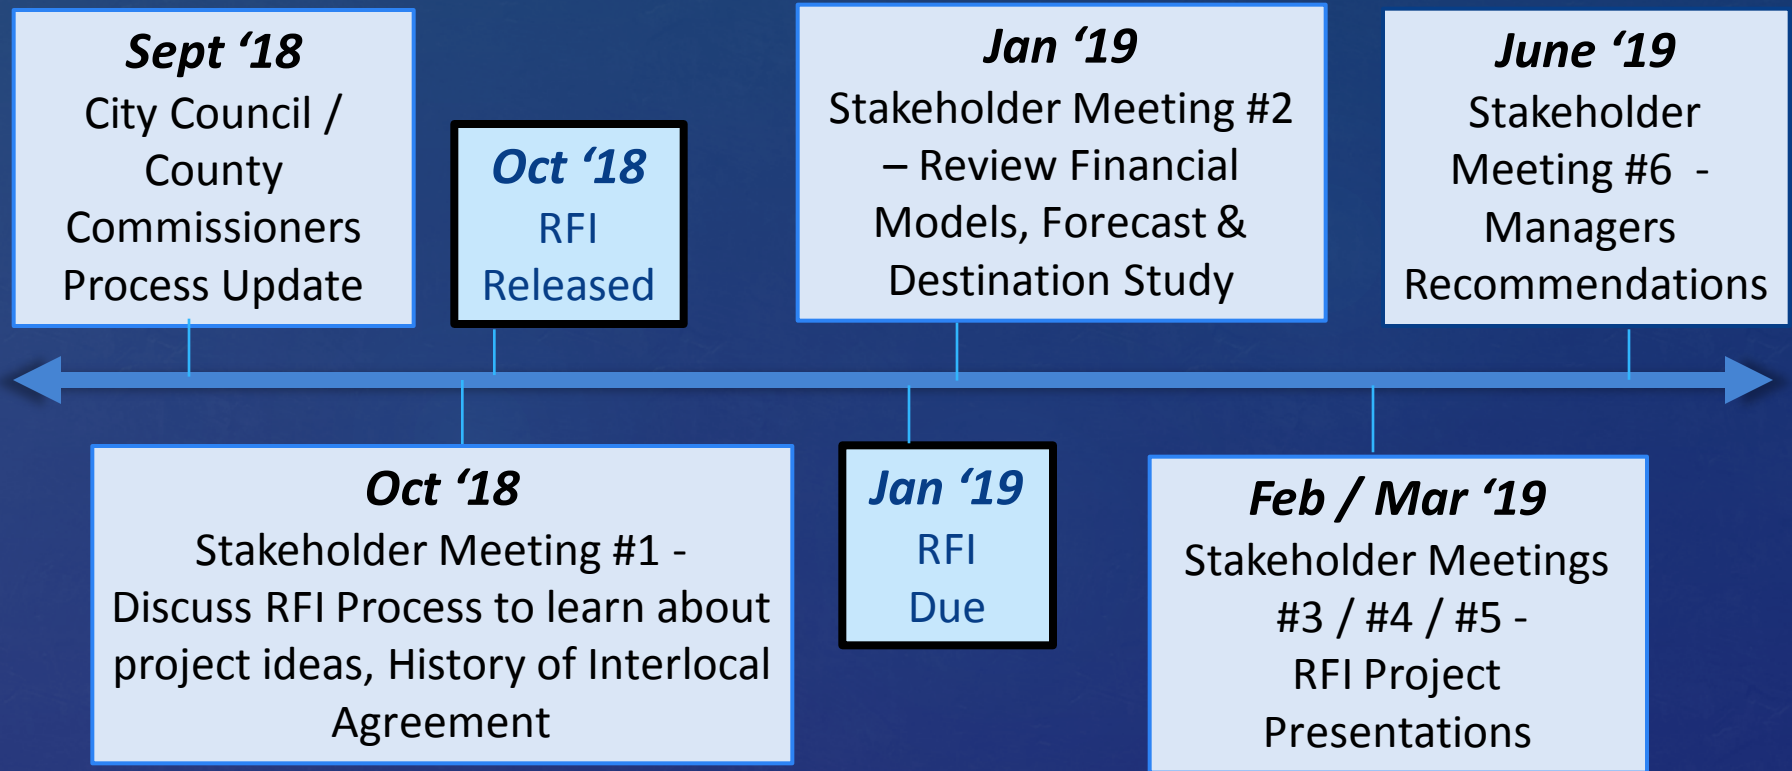 Sept ‘18
City Council /
County
Commissioners
Process Update
Oct ‘18
RFI
Released
Jan ‘19
Stakeholder Meeting #2
– Review Financial
Models, Forecast &
Destination Study
June ‘19
Stakeholder
Meeting #6 -
Managers
Recommendations
Oct ‘18
Stakeholder Meeting #1 -
Discuss RFI Process to learn about
project ideas, History of Interlocal
Agreement
Jan ‘19
RFI
Due
Feb / Mar ‘19
Stakeholder Meetings
#3 / #4 / #5 -
RFI Project
Presentations